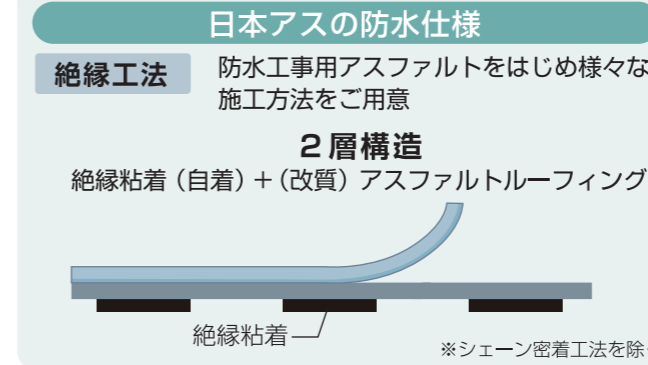 日本アスの防水仕様
絶縁工法
防水工事用アスファルトをはじめ様々な
施工方法をご用意
2層構造
絶縁粘着(自着)+(改質)アスファルトルーフィング
絶縁粘着
※シェーン密着工法を除